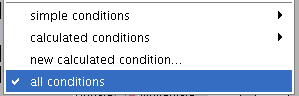 simple conditions
calculated conditions
new calculated condition...
all conditions